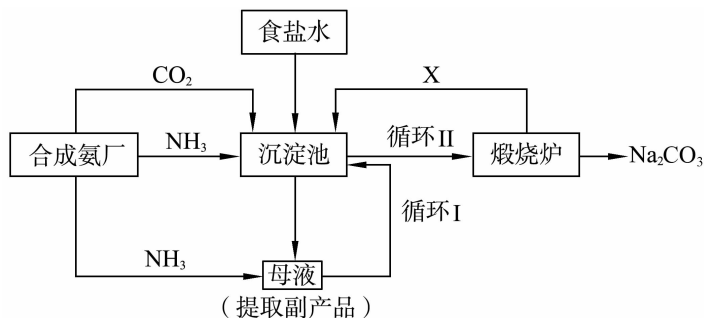 食盐水
CO₂
X
合成氨厂
NH₃
沉淀池
循环Ⅱ
煅烧炉
Na₂CO₃
循环Ⅰ
NH₃
母液
（提取副产品）